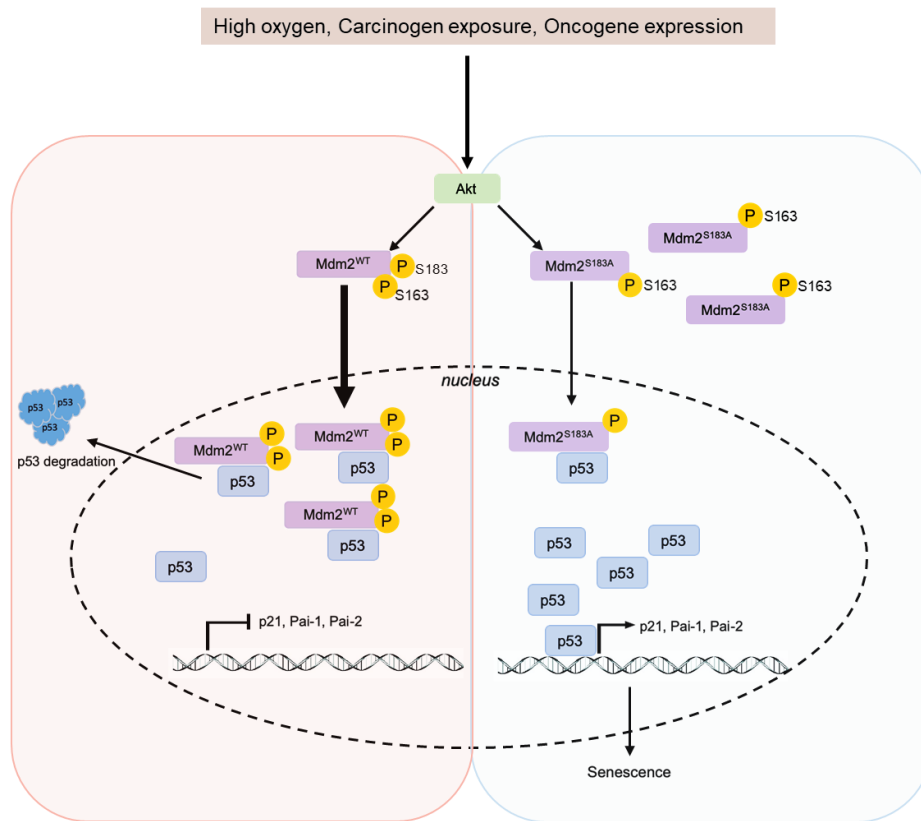 High oxygen, Carcinogen exposure, Oncogene expression
Akt
Mdm2WT
P
S183
P
S163
Mdm2S183A
P
S163
P
S163
Mdm2S183A
P
S163
Mdm2S183A
nucleus
p53
p53
p53
p53 degradation
Mdm2WT
P
P
p53
Mdm2WT
P
P
p53
Mdm2WT
P
P
p53
p53
p21, Pai-1, Pai-2
Mdm2S183A
P
p53
p53
p53
p53
p53
p53
p21, Pai-1, Pai-2
Senescence